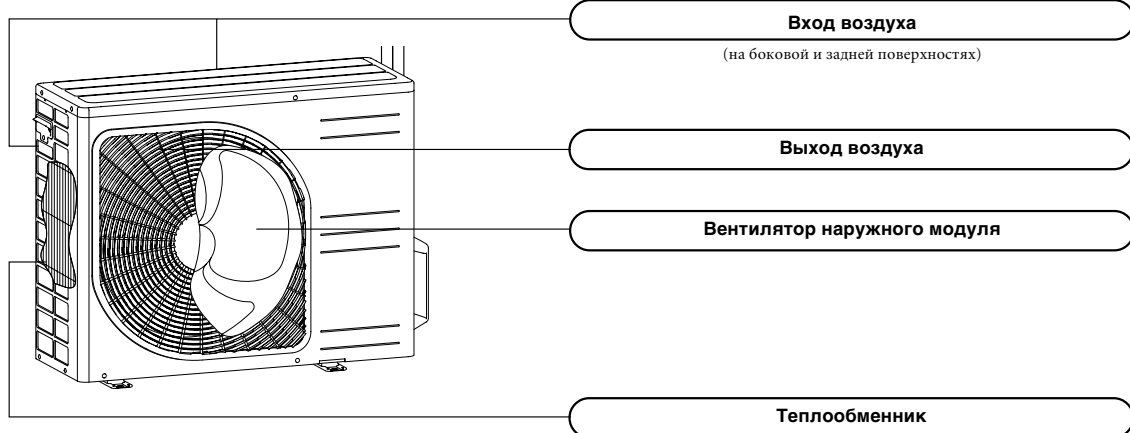 Вход воздуха
(на боковой и задней поверхностях)
Выход воздуха
Вентилятор наружного модуля
Теплообменник